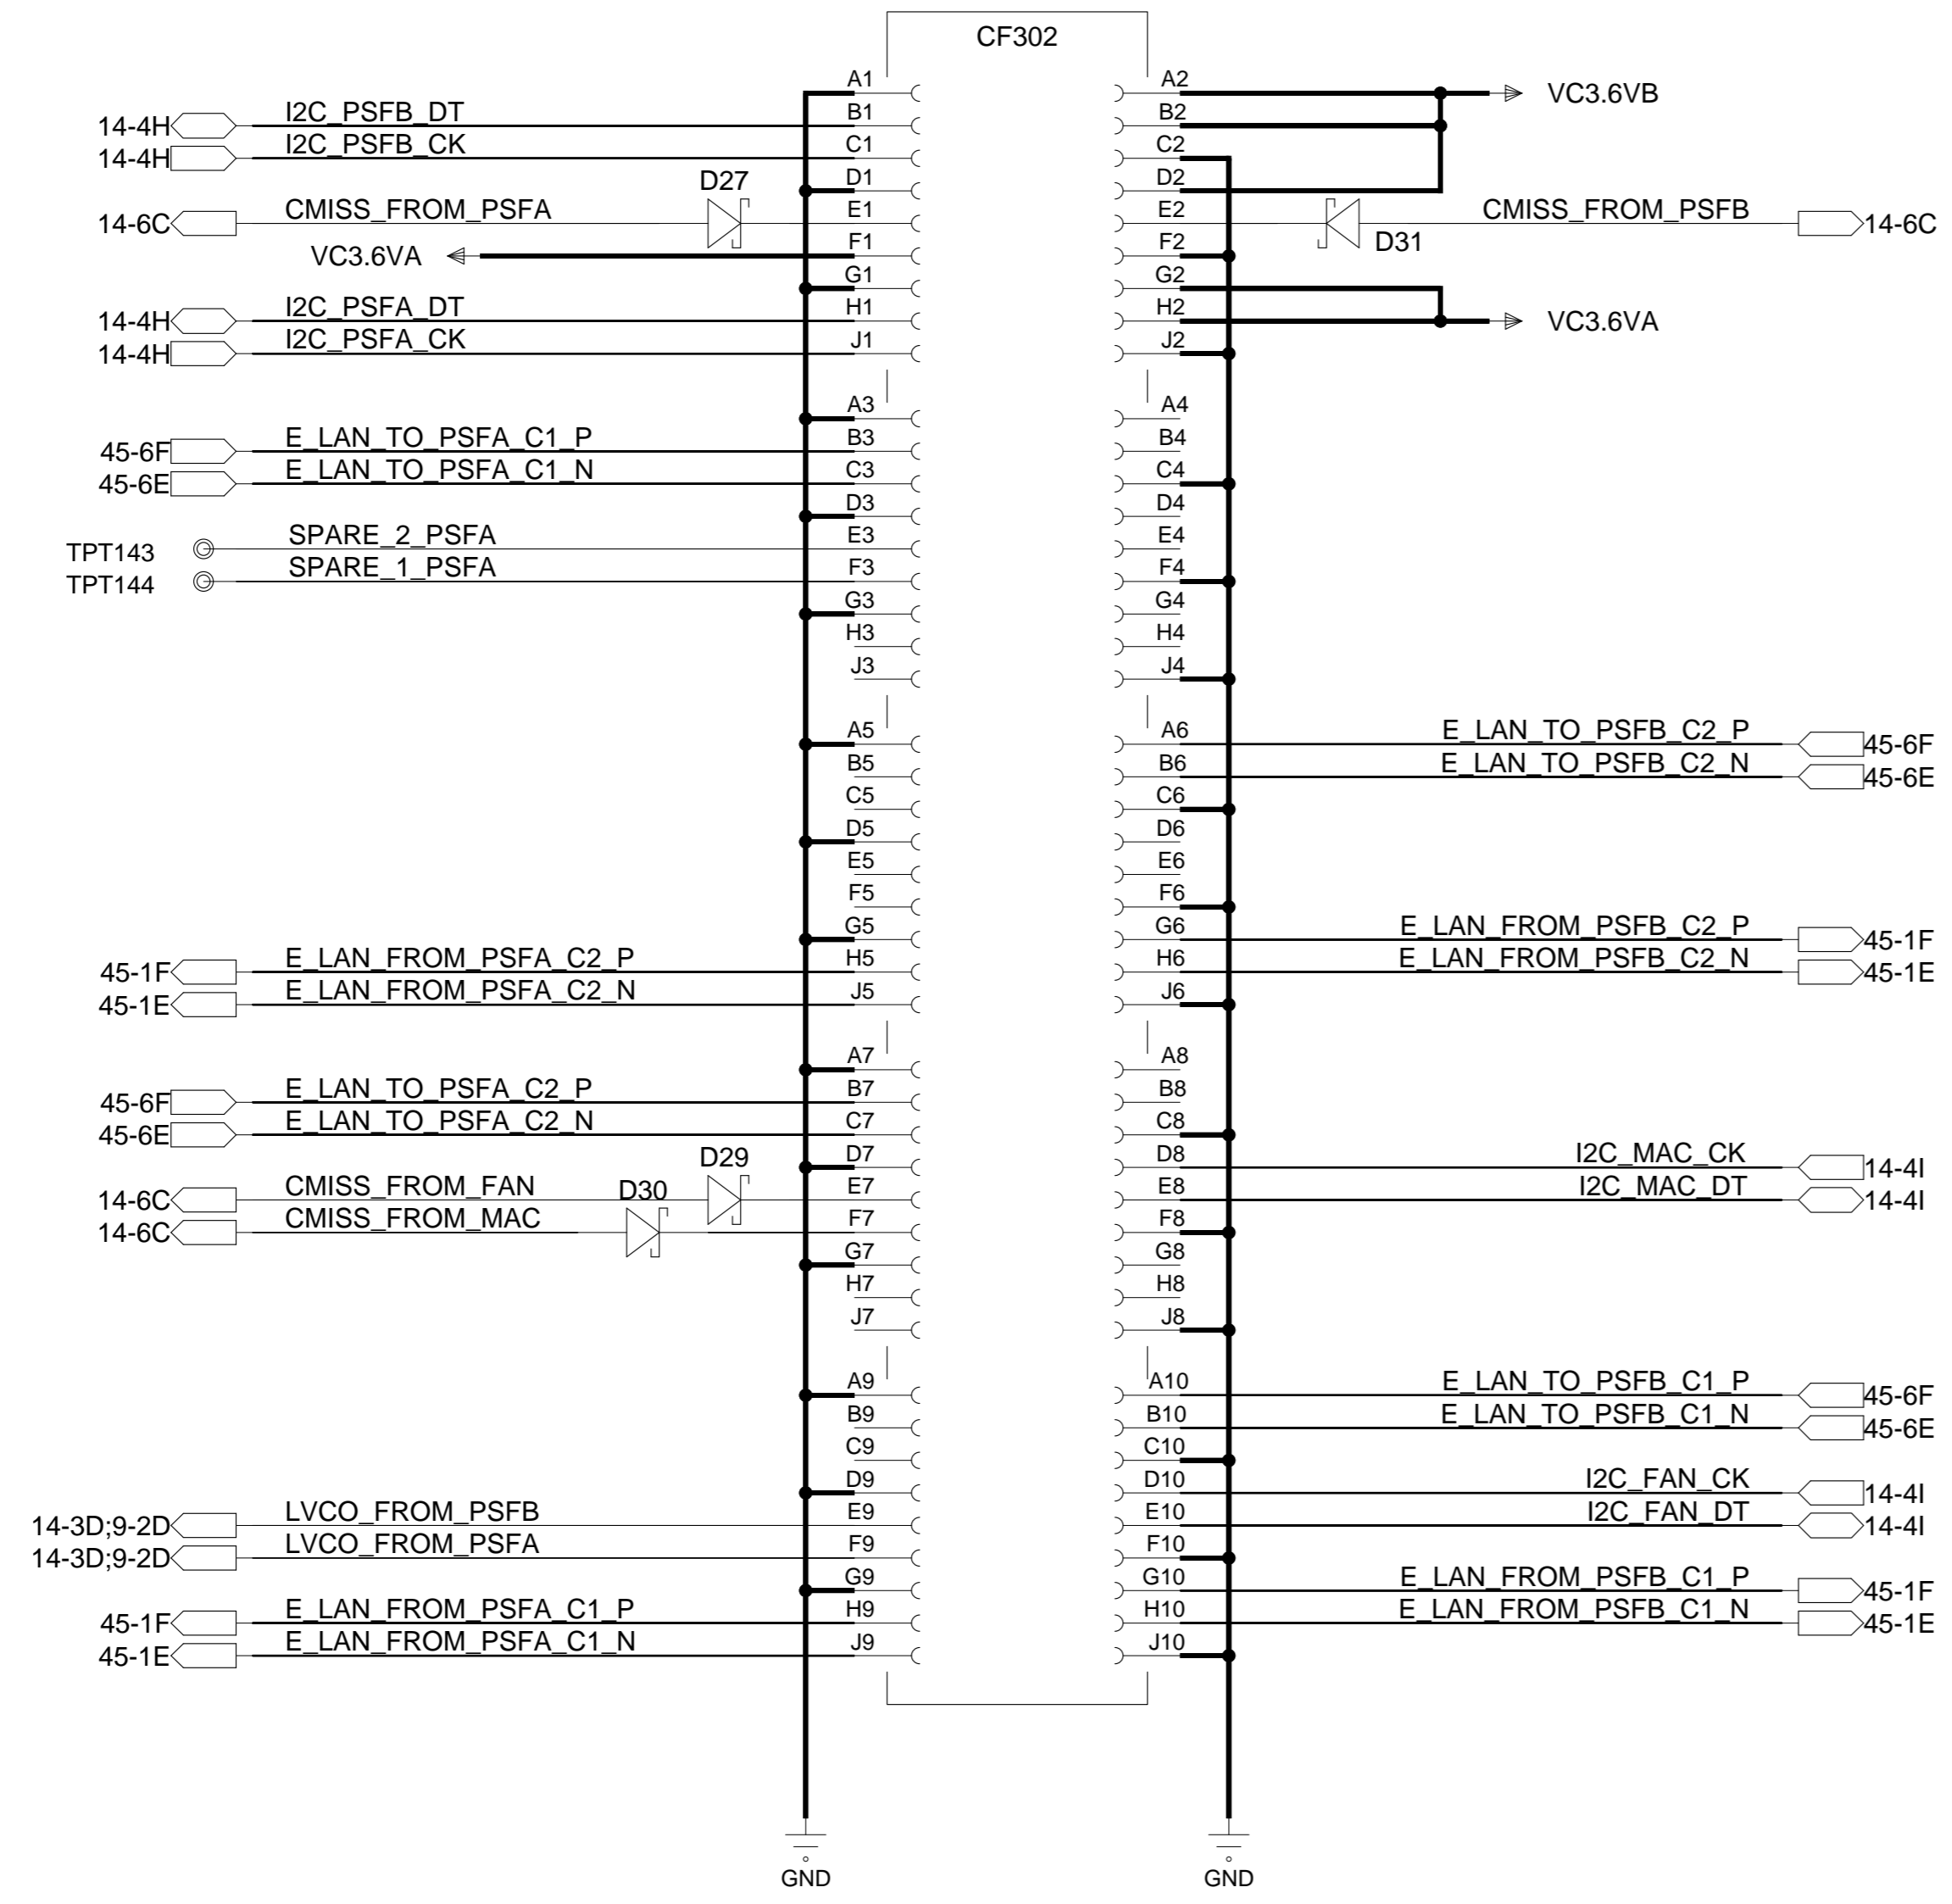 CF302
A1 A2 VC3.6VB
14-4H I2C_PSFB_DT B1 B2
14-4H I2C_PSFB_CK C1 C2
D27 D1 D2
14-6C CMISS_FROM_PSFA E1 E2 CMISS_FROM_PSFB 14-6C
D31
VC3.6VA F1 F2
G1 G2
14-4H I2C_PSFA_DT H1 H2 VC3.6VA
14-4H I2C_PSFA_CK J1 J2
A3 A4
45-6F E_LAN_TO_PSFA_C1_P B3 B4
45-6E E_LAN_TO_PSFA_C1_N C3 C4
D3 D4
TPT143 SPARE_2_PSFA E3 E4
TPT144 SPARE_1_PSFA F3 F4
G3 G4
H3 H4
J3 J4
A5 A6 E_LAN_TO_PSFB_C2_P 45-6F
B5 B6 E_LAN_TO_PSFB_C2_N 45-6E
C5 C6
D5 D6
E5 E6
F5 F6
G5 G6 E_LAN_FROM_PSFB_C2_P 45-1F
45-1F E_LAN_FROM_PSFA_C2_P H5 H6 E_LAN_FROM_PSFB_C2_N 45-1E
45-1E E_LAN_FROM_PSFA_C2_N J5 J6
A7 A8
45-6F E_LAN_TO_PSFA_C2_P B7 B8
45-6E E_LAN_TO_PSFA_C2_N C7 C8
D29 D7 D8 I2C_MAC_CK 14-4I
14-6C CMISS_FROM_FAN D30 E7 E8 I2C_MAC_DT 14-4I
14-6C CMISS_FROM_MAC F7 F8
G7 G8
H7 H8
J7 J8
A9 A10 E_LAN_TO_PSFB_C1_P 45-6F
B9 B10 E_LAN_TO_PSFB_C1_N 45-6E
C9 C10
D9 D10 I2C_FAN_CK 14-4I
14-3D;9-2D LVCO_FROM_PSFB E9 E10 I2C_FAN_DT 14-4I
14-3D;9-2D LVCO_FROM_PSFA F9 F10
G9 G10 E_LAN_FROM_PSFB_C1_P 45-1F
45-1F E_LAN_FROM_PSFA_C1_P H9 H10 E_LAN_FROM_PSFB_C1_N 45-1E
45-1E E_LAN_FROM_PSFA_C1_N J9 J10
GND GND